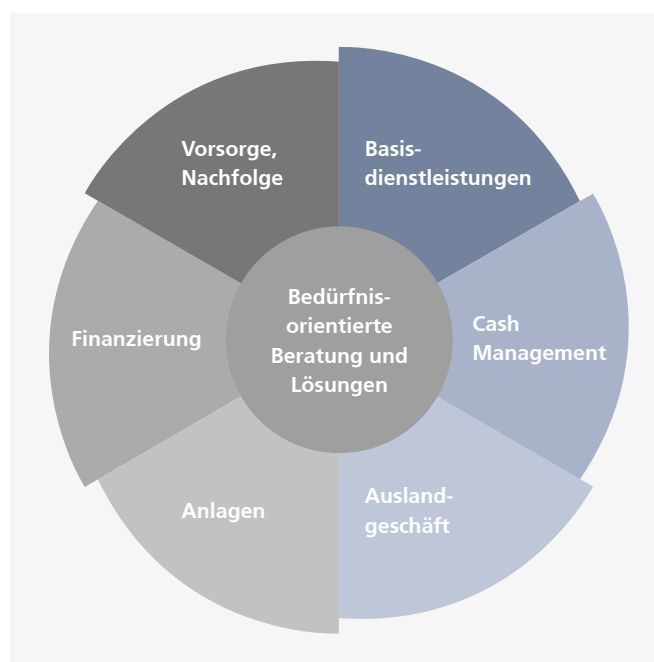 Vorsorge,
Nachfolge
Basis-
dienstleistungen
Finanzierung
Bedürfnis-
orientierte
Beratung und
Lösungen
Cash
Management
Anlagen
Ausland-
geschäft